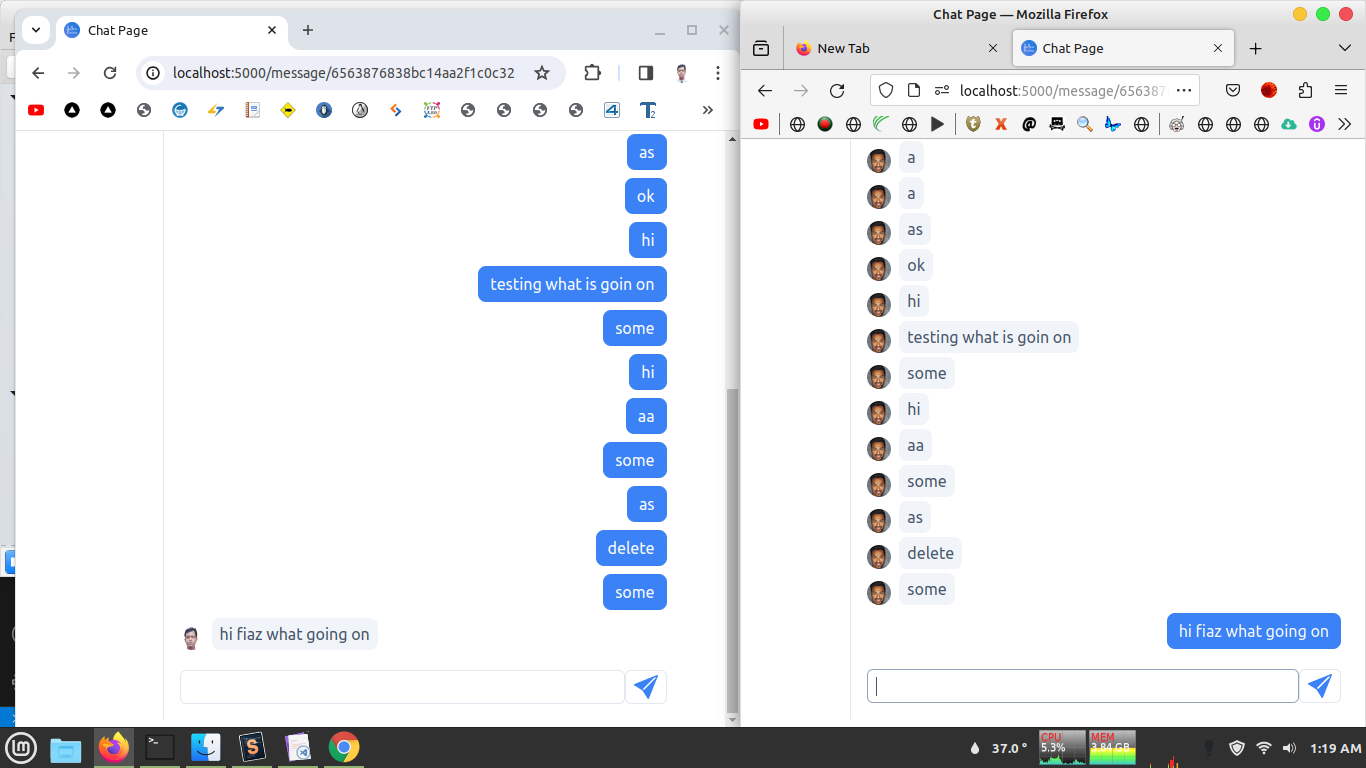 Chat Page
localhost:5000/message/6563876838bc14aa2f1c0c32
as
ok
hi
testing what is goin on
some
hi
aa
some
as
delete
some
hi fiaz what going on
Chat Page — Mozilla Firefox
New Tab
Chat Page
localhost:5000/message/65638
a
a
as
ok
hi
testing what is goin on
some
hi
aa
some
as
delete
some
hi fiaz what going on
37.0 °
CPU
5.3%
MEM
3.84 GB
1:19 AM